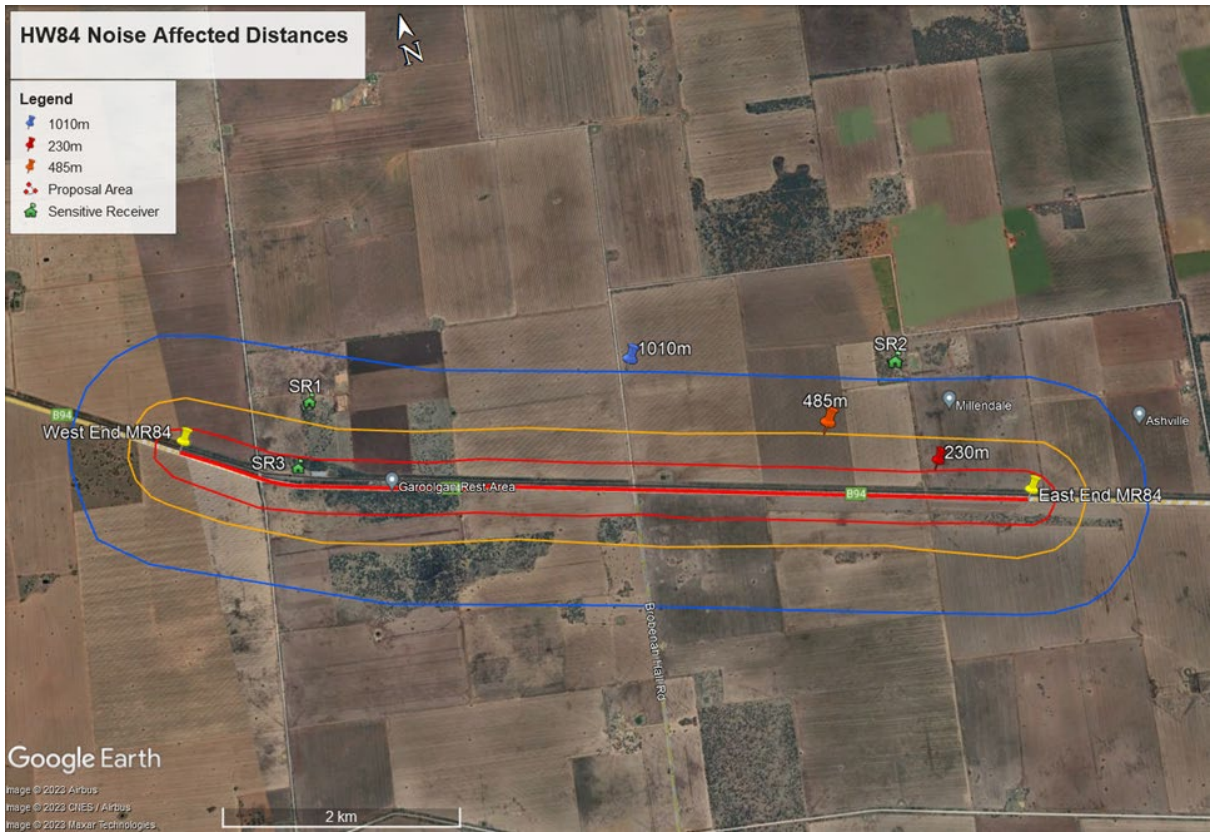 HW84 Noise Affected Distances
N
Legend
1010m
230m
485m
Proposal Area
Sensitive Receiver
1010m
SR2
SR1
485m
Millendale
B94
Ashville
West End MR84
230m
SR3
Garoolgan Rest Area
B94
East End MR84
Brobenah Hall Rd
Google Earth
Image © 2023 Airbus
Image © 2023 CNES / Airbus
Image © 2023 Maxar Technologies
2 km